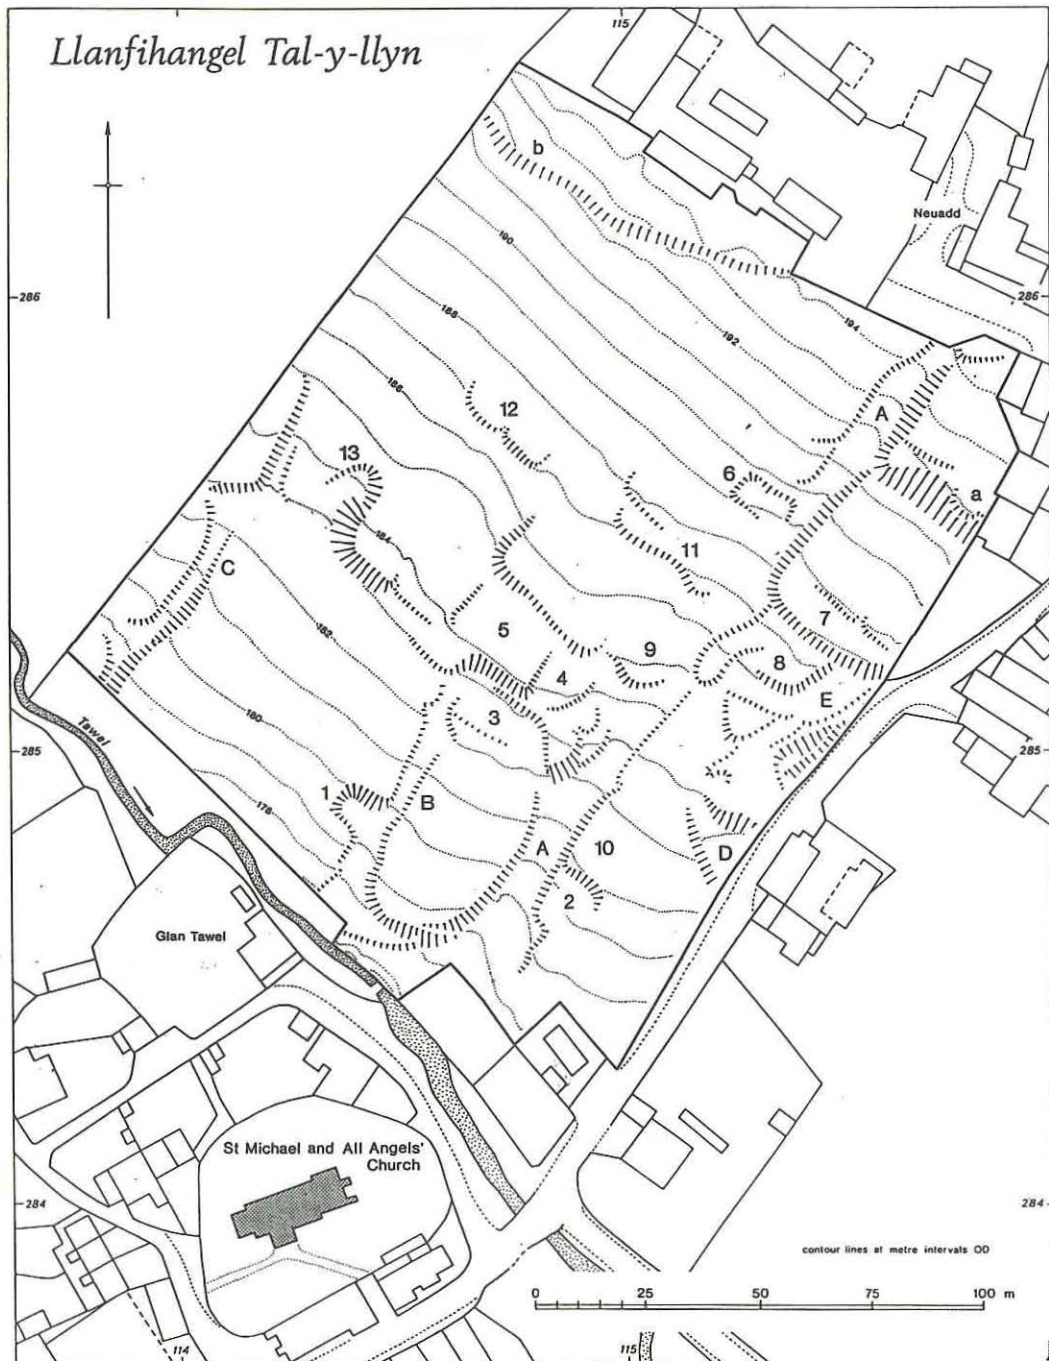 Llanfihangel Tal-y-llyn
115
b
Neuadd
190
286
286
188
194
192
186
A
12
13
6
a
184
11
C
7
182
5
9
8
4
E
3
180
Tawel
285
285
1
B
178
A
10
D
2
Glan Tawel
St Michael and All Angels'
Church
284
284
contour lines at metre intervals OD
0 25 50 75 100 m
114
115